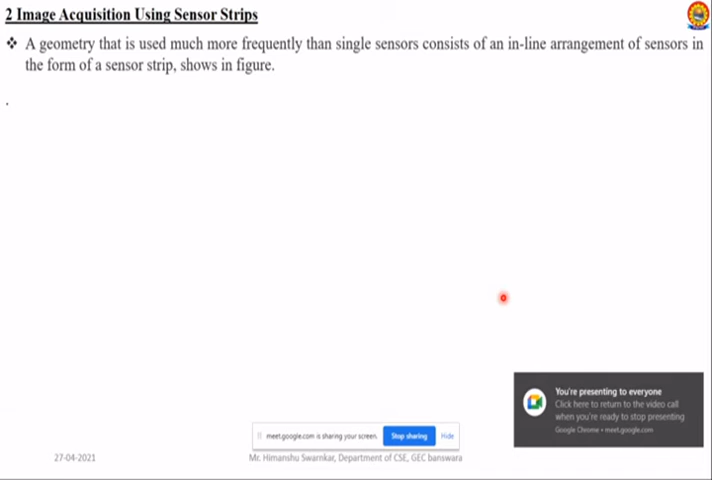 2 Image Acquisition Using Sensor Strips
❖ A geometry that is used much more frequently than single sensors consists of an in-line arrangement of sensors in
the form of a sensor strip, shows in figure.
.
You're presenting to everyone
Click here to return to the video call
when you're ready to stop presenting
Google Chrome • meet.google.com
meet.google.com is sharing your screen. Stop sharing Hide
27-04-2021 Mr. Himanshu Swarnkar, Department of CSE, GEC banswara